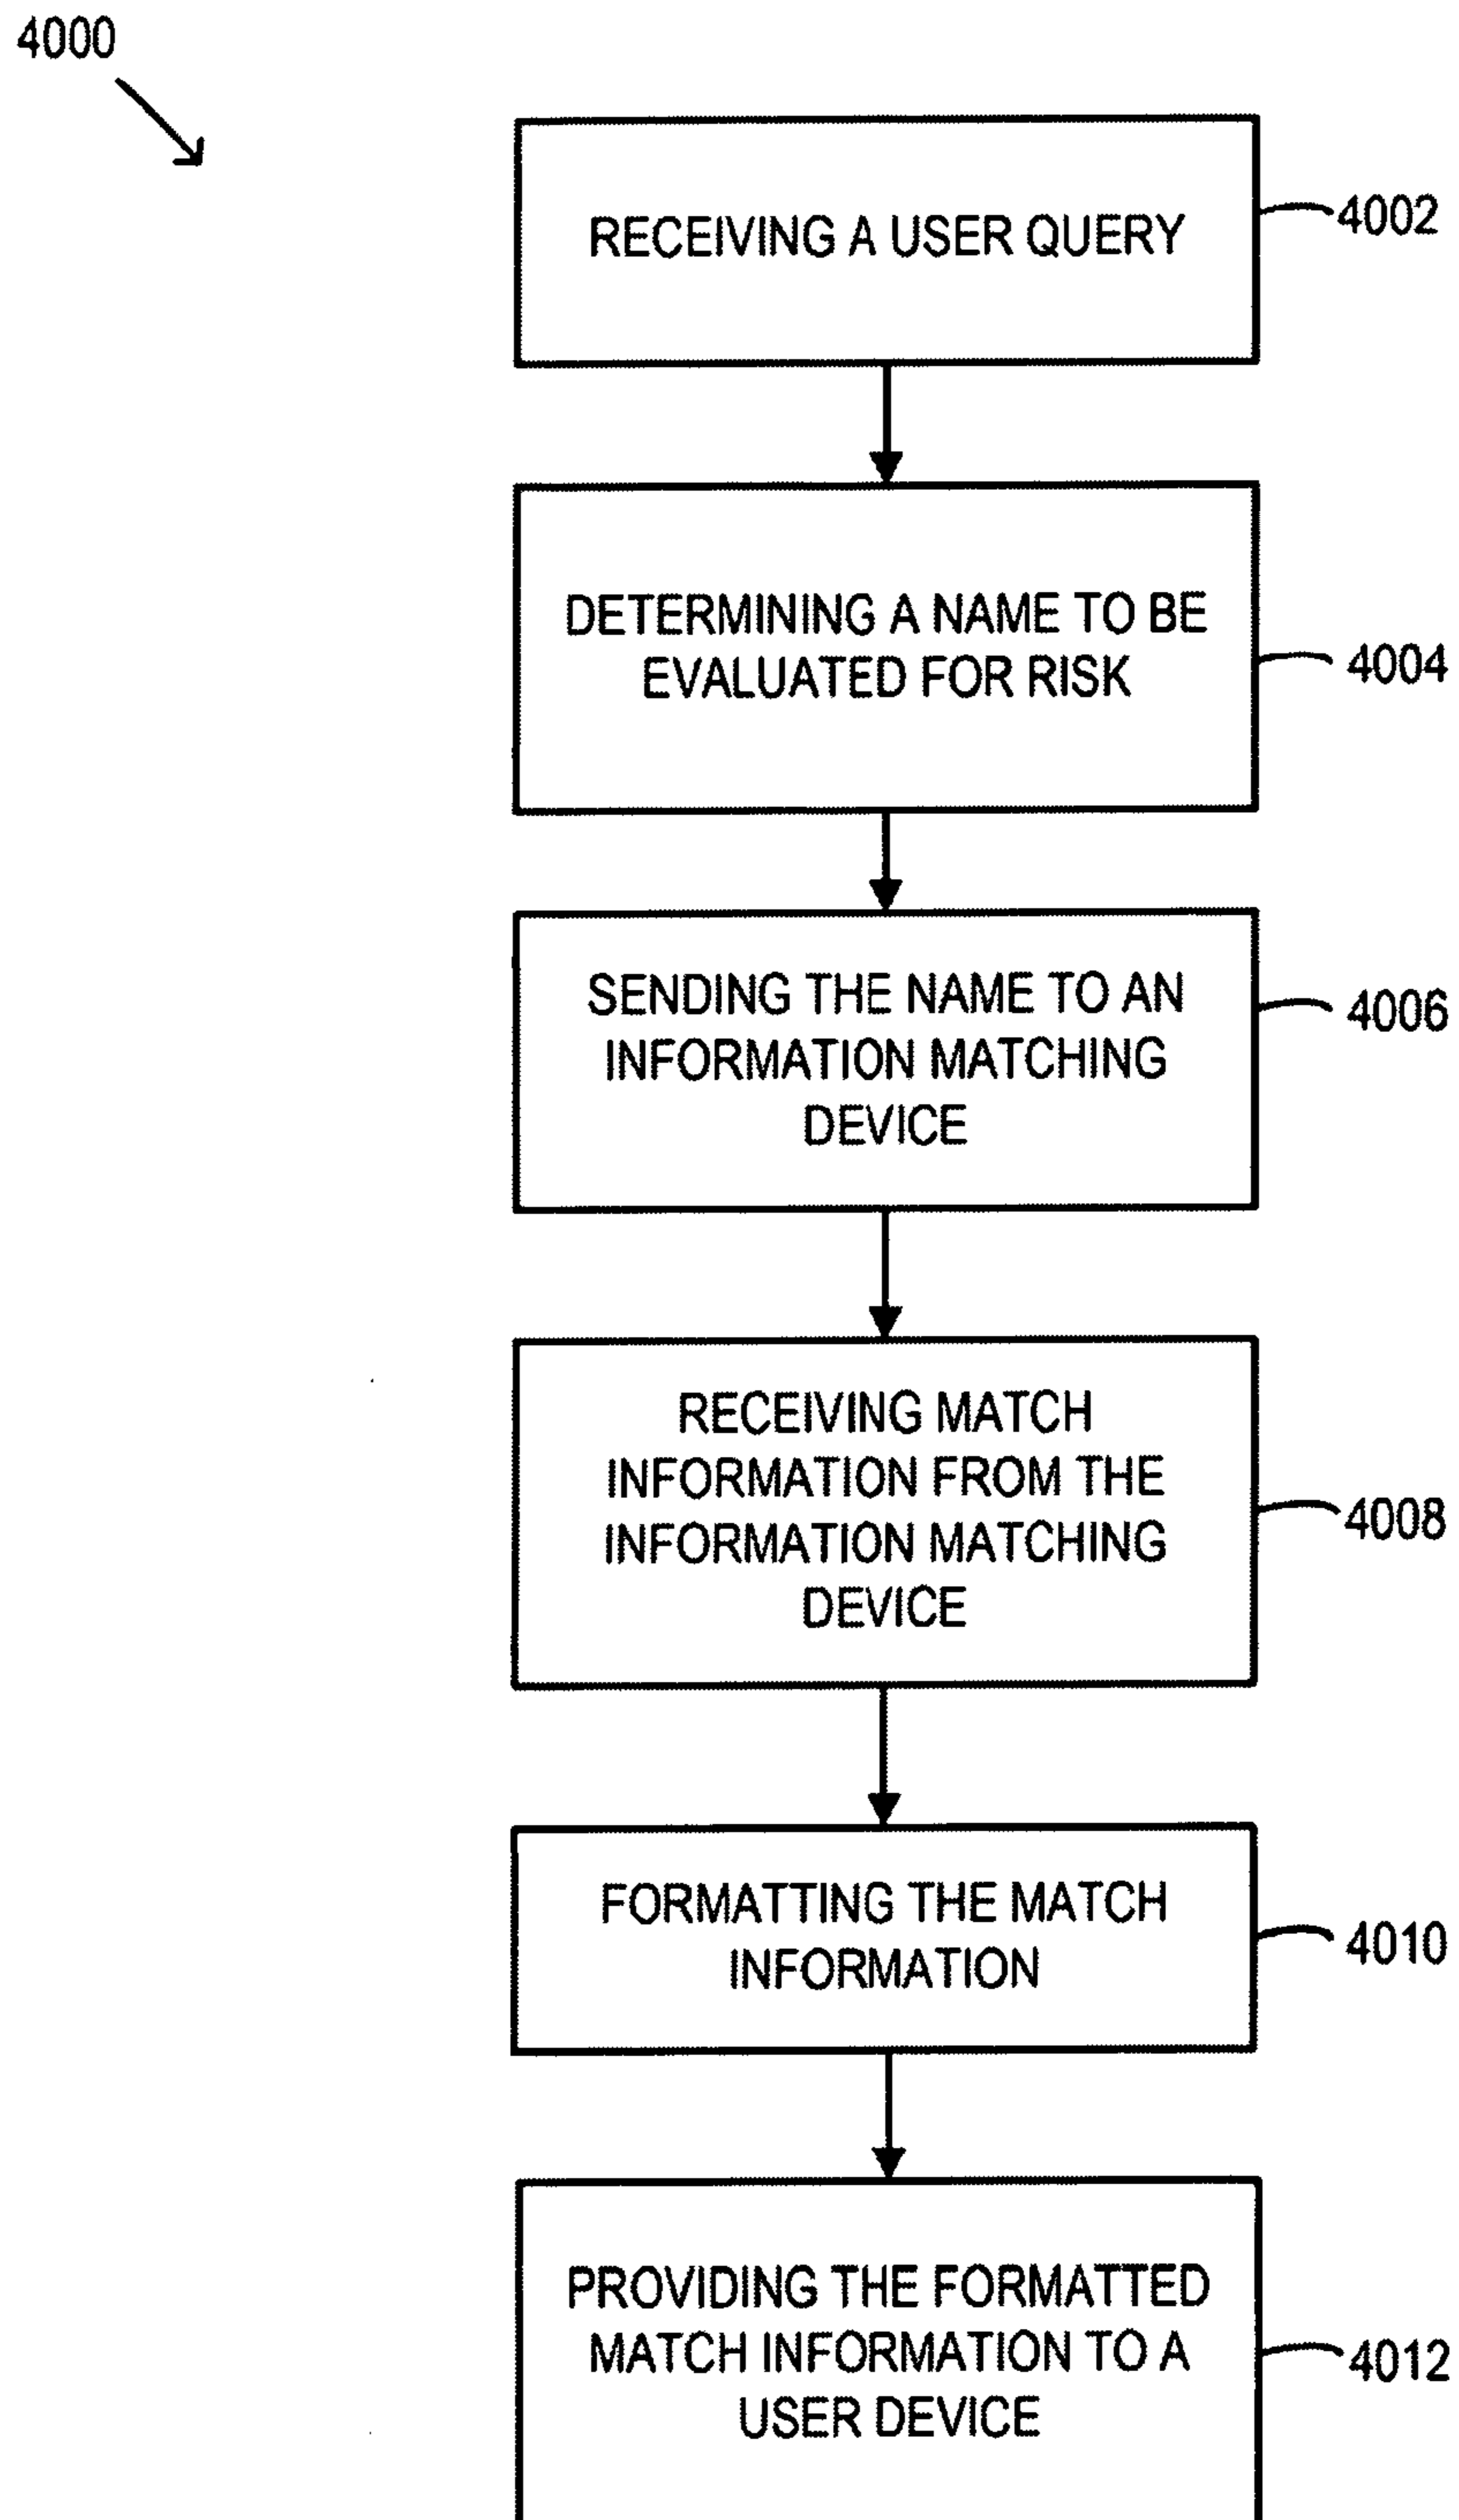 4000
RECEIVING A USER QUERY
4002
DETERMINING A NAME TO BE
EVALUATED FOR RISK
4004
SENDING THE NAME TO AN
INFORMATION MATCHING
DEVICE
4006
RECEIVING MATCH
INFORMATION FROM THE
INFORMATION MATCHING
DEVICE
4008
FORMATTING THE MATCH
INFORMATION
4010
PROVIDING THE FORMATTED
MATCH INFORMATION TO A
USER DEVICE
4012